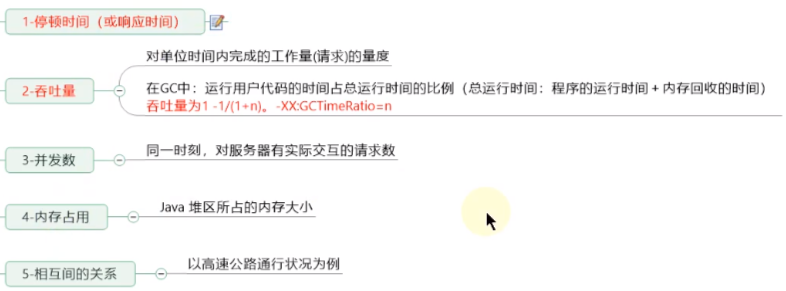 1-停顿时间（或响应时间）
对单位时间内完成的工作量(请求)的量度
2-吞吐量
在GC中：运行用户代码的时间占总运行时间的比例（总运行时间：程序的运行时间 + 内存回收的时间）
吞吐量为1 -1/(1+n)。-XX:GCTimeRatio=n
3-并发数
同一时刻，对服务器有实际交互的请求数
4-内存占用
Java 堆区所占的内存大小
5-相互间的关系
以高速公路通行状况为例